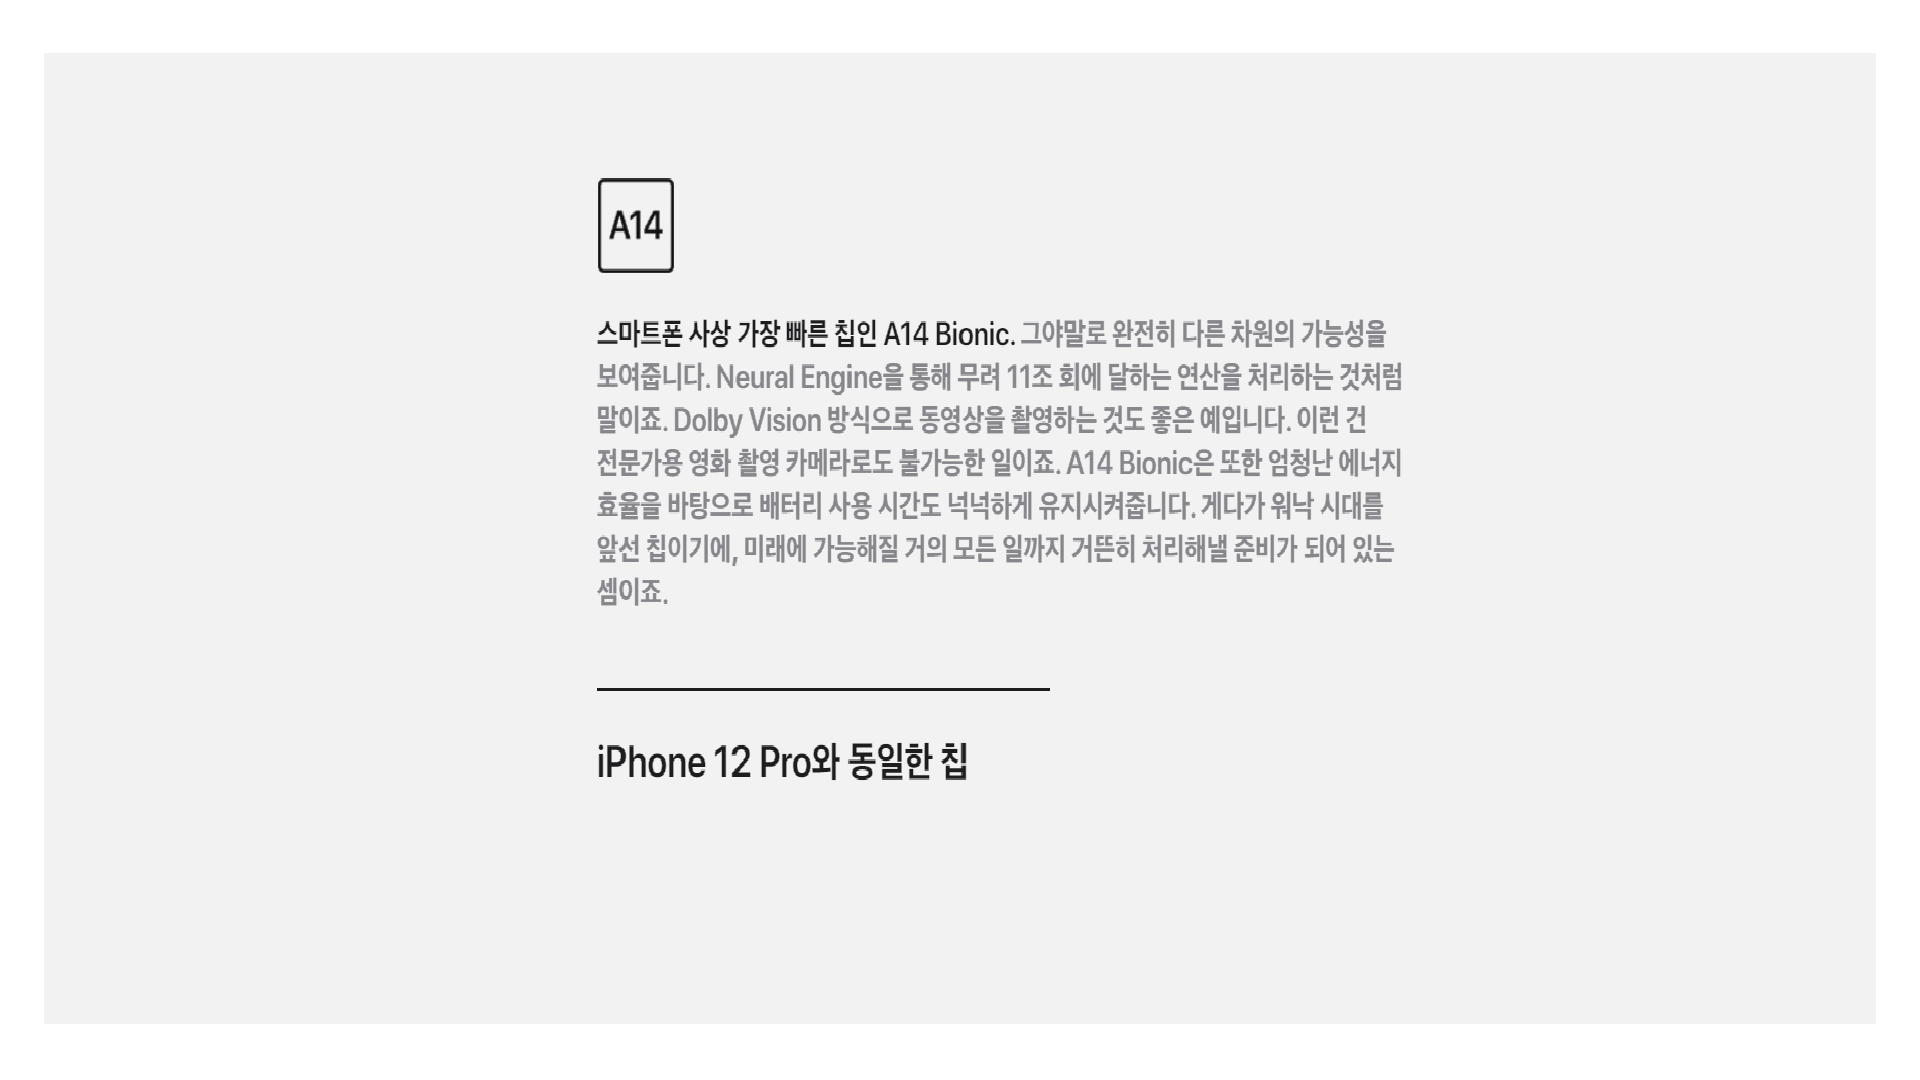 A14
스마트폰 사상 가장 빠른 칩인 A14 Bionic. 그야말로 완전히 다른 차원의 가능성을
보여줍니다. Neural Engine을 통해 무려 11조 회에 달하는 연산을 처리하는 것처럼
말이죠. Dolby Vision 방식으로 동영상을 촬영하는 것도 좋은 예입니다. 이런 건
전문가용 영화 촬영 카메라로도 불가능한 일이죠. A14 Bionic은 또한 엄청난 에너지
효율을 바탕으로 배터리 사용 시간도 넉넉하게 유지시켜줍니다. 게다가 워낙 시대를
앞선 칩이기에, 미래에 가능해질 거의 모든 일까지 거뜬히 처리해낼 준비가 되어 있는
셈이죠.
iPhone 12 Pro와 동일한 칩